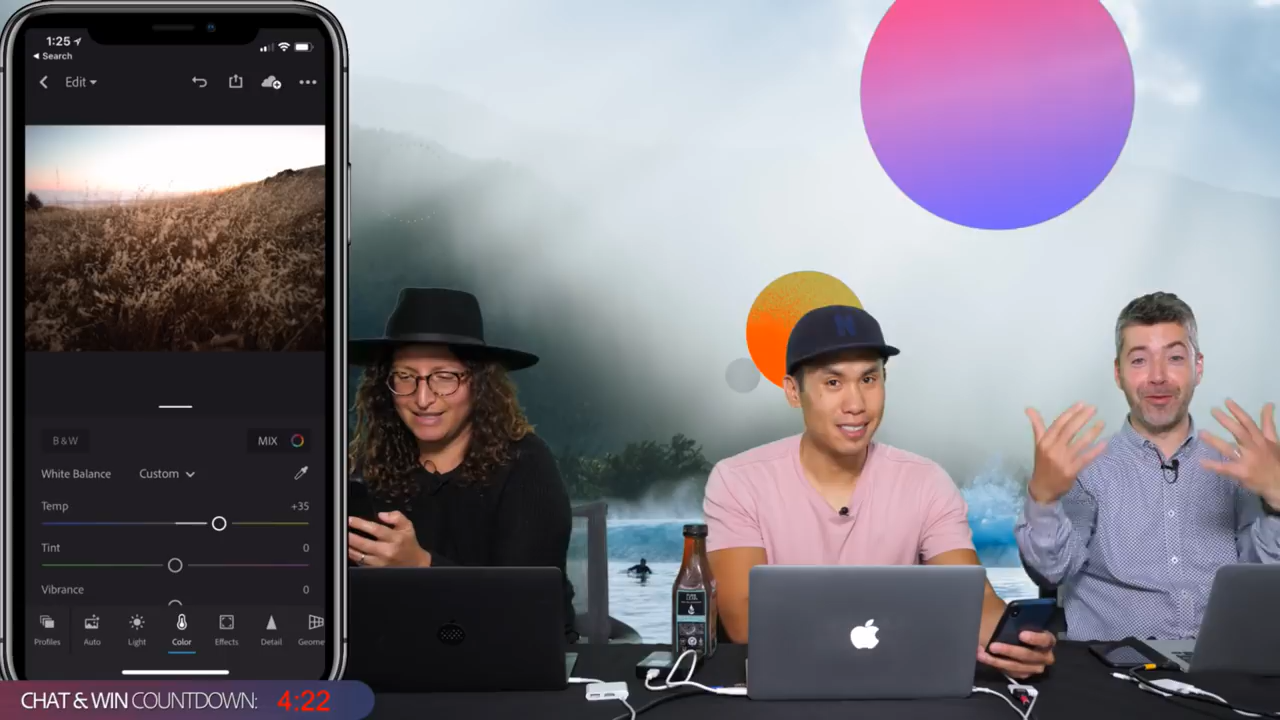 1:25
Search
Edit
B & W
MIX
White Balance
Custom
Temp
+35
Tint
0
Vibrance
0
Profiles
Auto
Light
Color
Effects
Detail
Geome
CHAT & WIN COUNTDOWN: 4:22
N